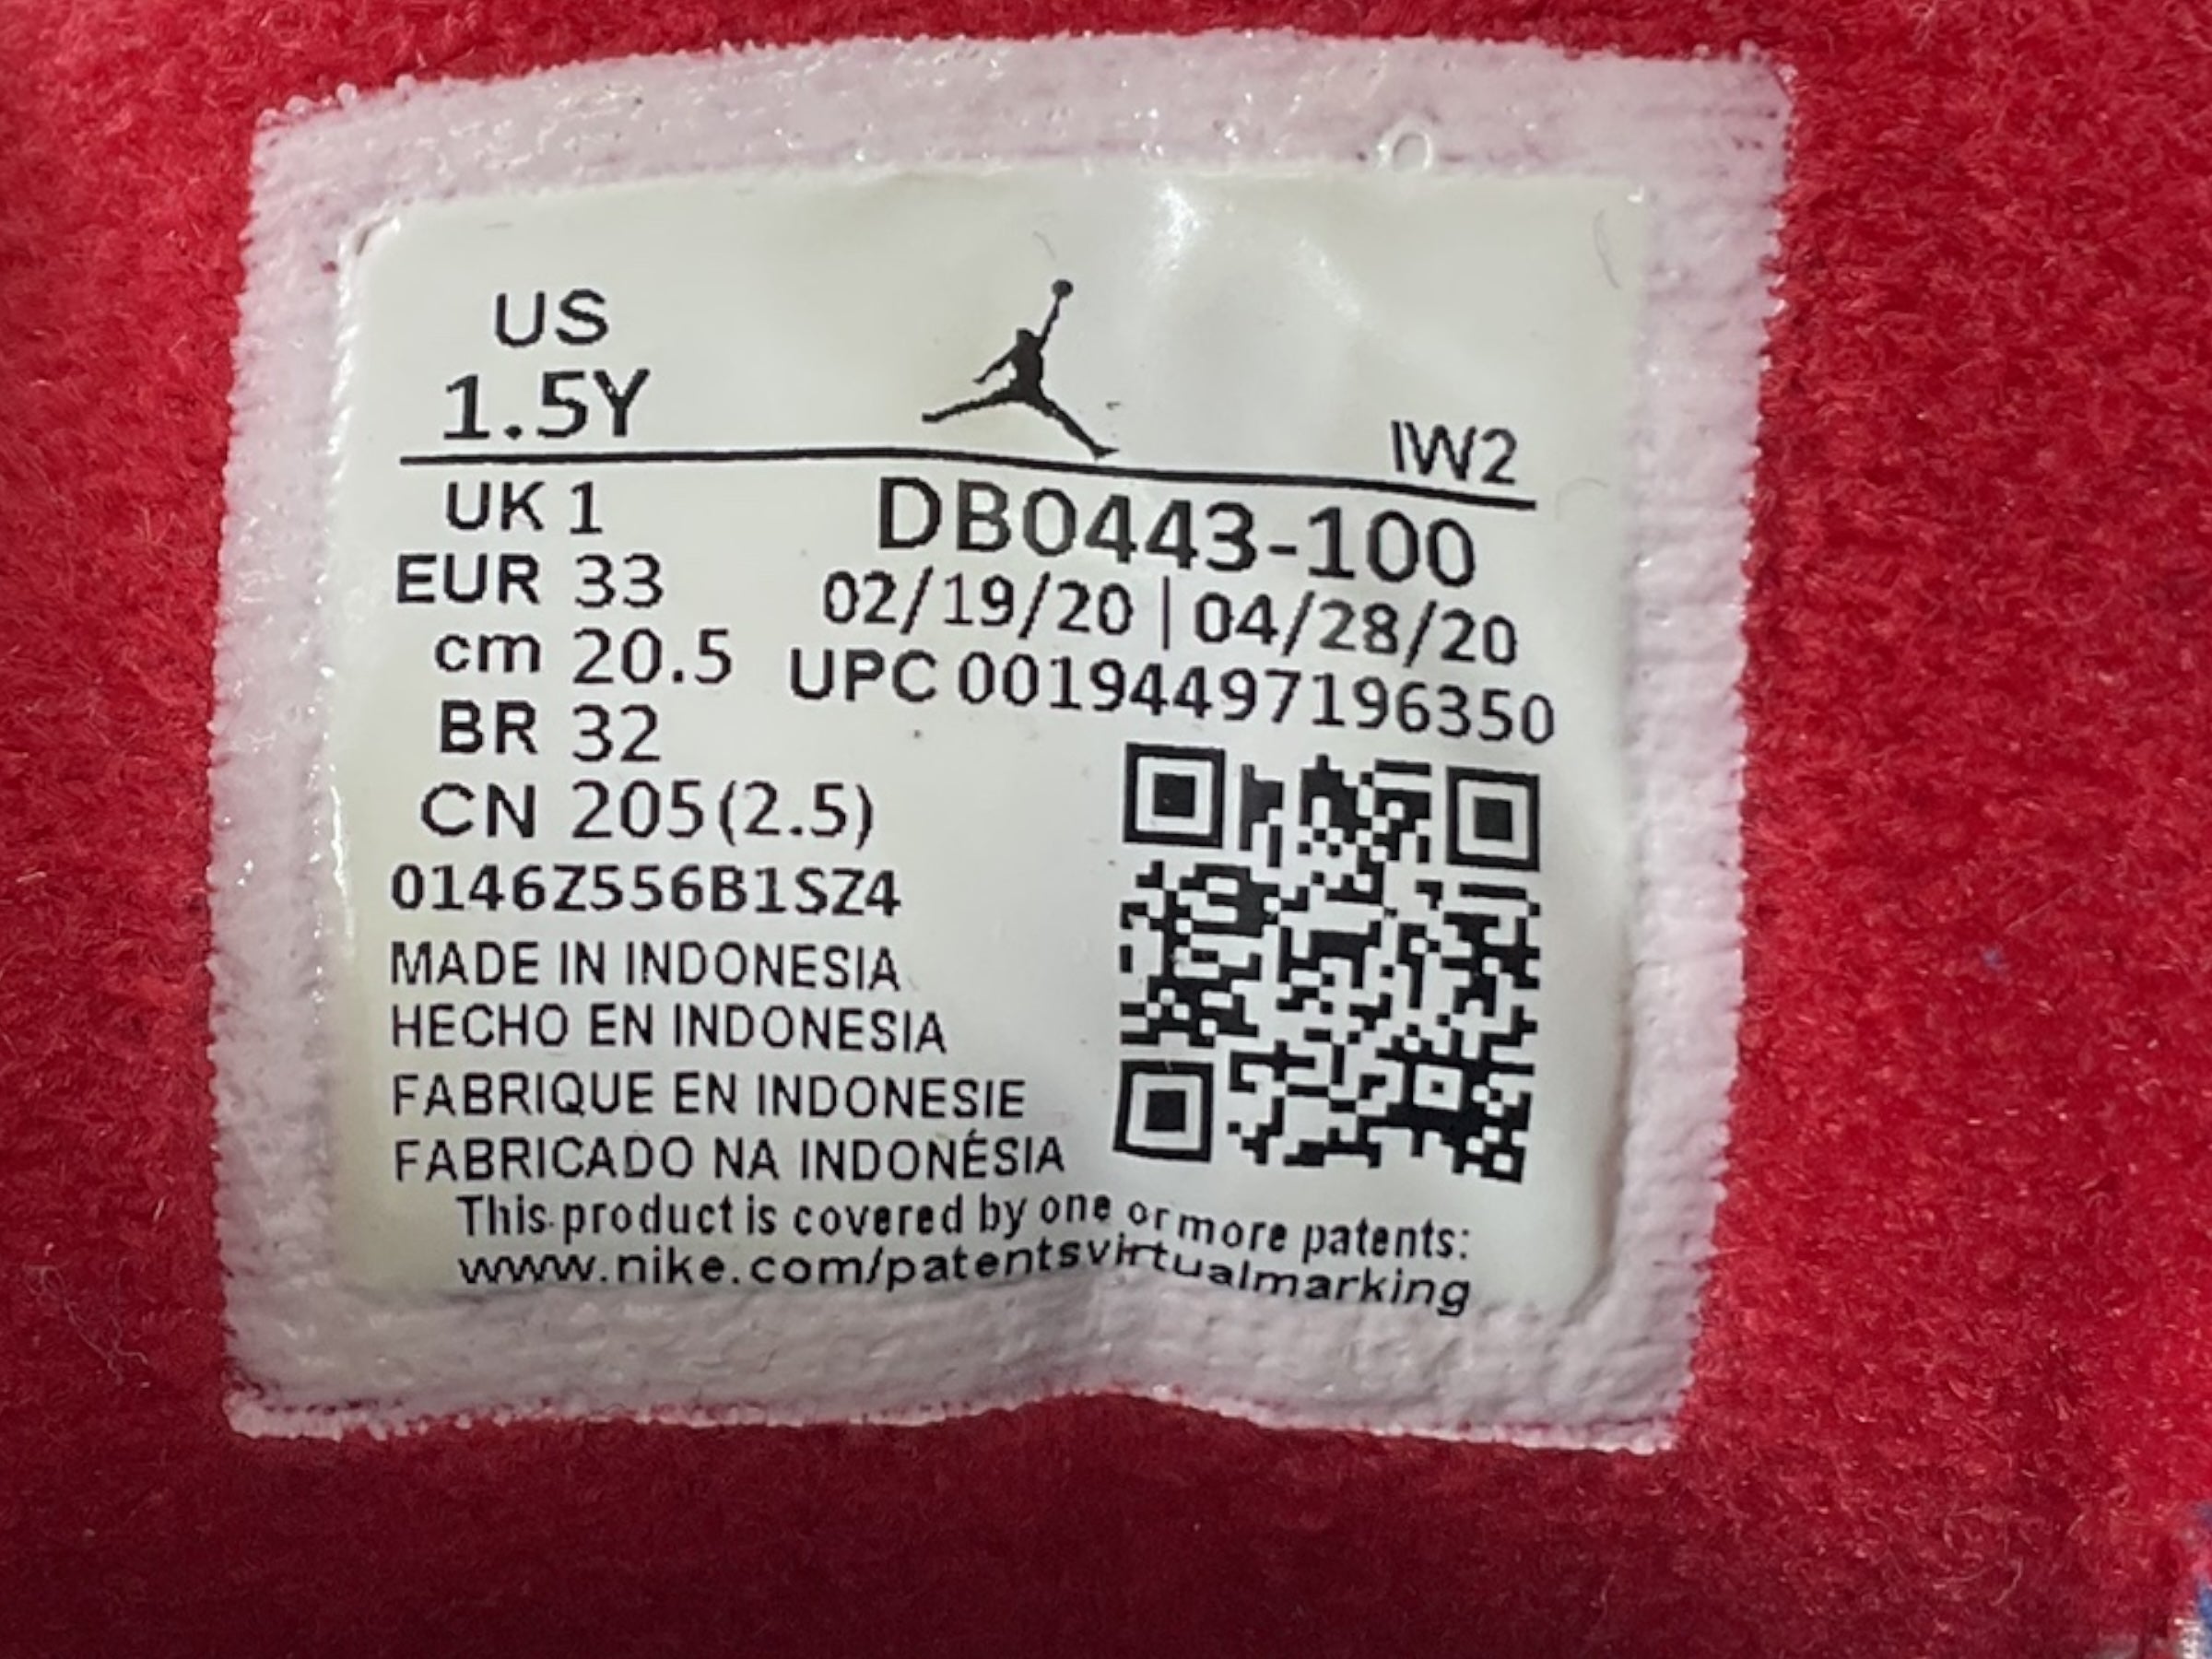 US
1.5Y
IW2
UK 1
EUR 33
cm 20.5
BR 32
CN 205(2.5)
DB0443-100
02/19/20 | 04/28/20
UPC 00194497196350
0146Z556B1SZ4
MADE IN INDONESIA
HECHO EN INDONESIA
FABRIQUE EN INDONESIE
FABRICADO NA INDONÉSIA
This product is covered by one or more patents:
www.nike.com/patentsvirtualmarking